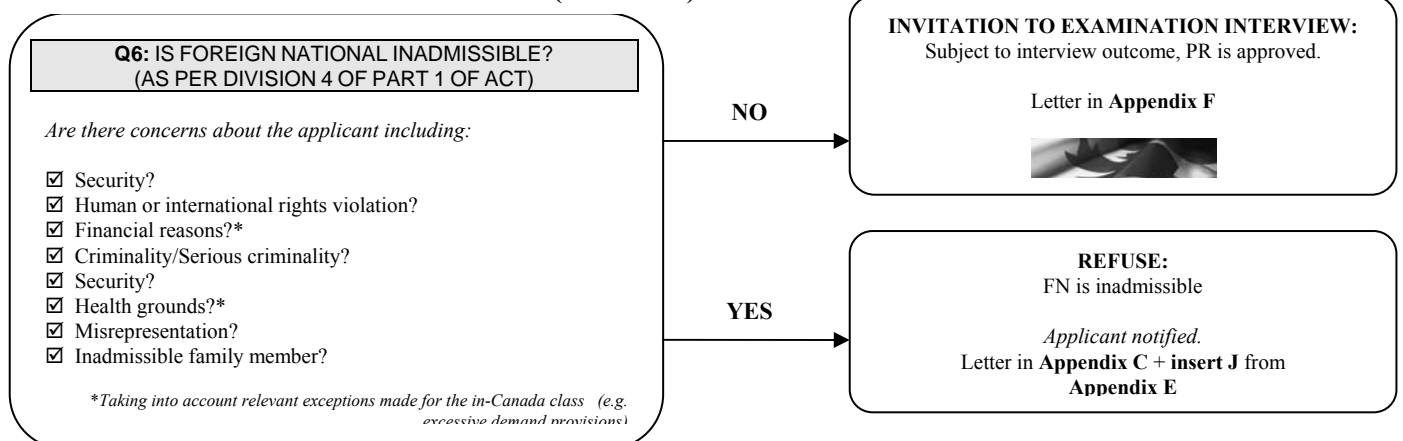 Q6: IS FOREIGN NATIONAL INADMISSIBLE?
(AS PER DIVISION 4 OF PART 1 OF ACT)
Are there concerns about the applicant including:
☑ Security?
☑ Human or international rights violation?
☑ Financial reasons?*
☑ Criminality/Serious criminality?
☑ Security?
☑ Health grounds?*
☑ Misrepresentation?
☑ Inadmissible family member?
*Taking into account relevant exceptions made for the in-Canada class (e.g.
excessive demand provisions)
NO
INVITATION TO EXAMINATION INTERVIEW:
Subject to interview outcome, PR is approved.
Letter in Appendix F
YES
REFUSE:
FN is inadmissible
Applicant notified.
Letter in Appendix C + insert J from
Appendix E